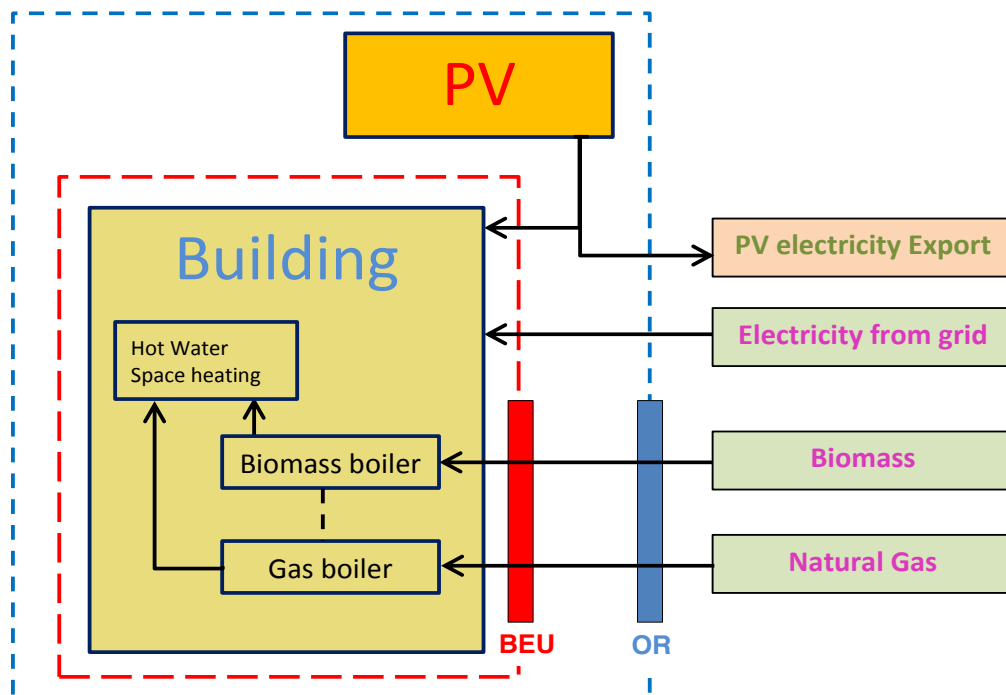 PV
Building
PV electricity Export
Electricity from grid
Hot Water
Space heating
Biomass boiler
Biomass
Gas boiler
Natural Gas
BEU
OR